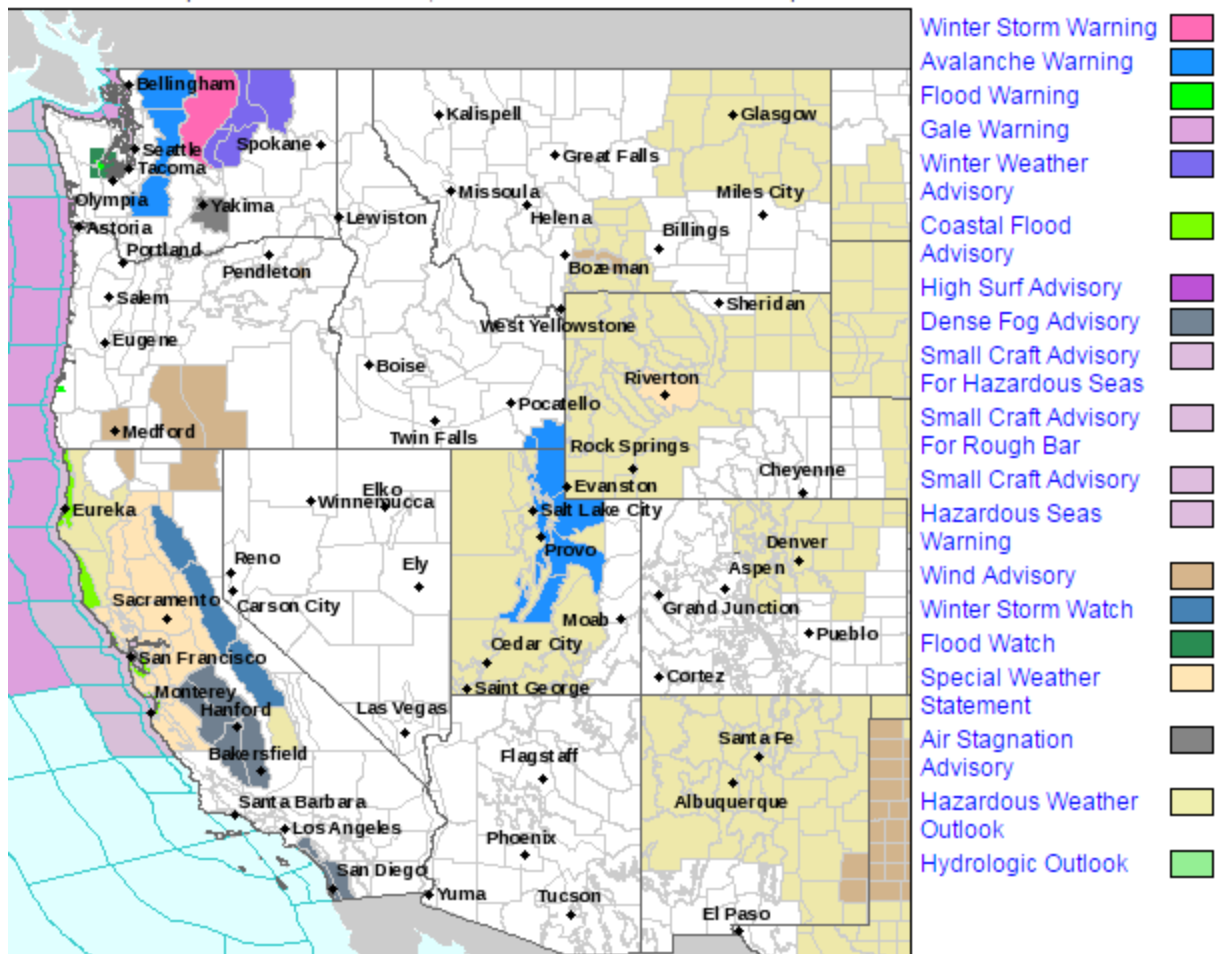 Bellingham
Seattle
Tacoma
Olympia
Spokane
Yakima
Astoria
Portland
Pendleton
Salem
Eugene
Medford
Kalispell
Great Falls
Missoula
Helena
Lewiston
Glasgow
Miles City
Billings
Bozeman
West Yellowstone
Sheridan
Boise
Pocatello
Twin Falls
Riverton
Rock Springs
Cheyenne
Evanston
Eureka
Elko
Winnemucca
Salt Lake City
Provo
Reno
Ely
Carson City
Sacramento
San Francisco
Monterey
Hanford
Bakersfield
Las Vegas
Moab
Cedar City
Saint George
Denver
Aspen
Grand Junction
Pueblo
Cortez
Santa Barbara
Los Angeles
San Diego
Flagstaff
Phoenix
Yuma
Tucson
Santa Fe
Albuquerque
El Paso
Winter Storm Warning
Avalanche Warning
Flood Warning
Gale Warning
Winter Weather
Advisory
Coastal Flood
Advisory
High Surf Advisory
Dense Fog Advisory
Small Craft Advisory
For Hazardous Seas
Small Craft Advisory
For Rough Bar
Small Craft Advisory
Hazardous Seas
Warning
Wind Advisory
Winter Storm Watch
Flood Watch
Special Weather
Statement
Air Stagnation
Advisory
Hazardous Weather
Outlook
Hydrologic Outlook